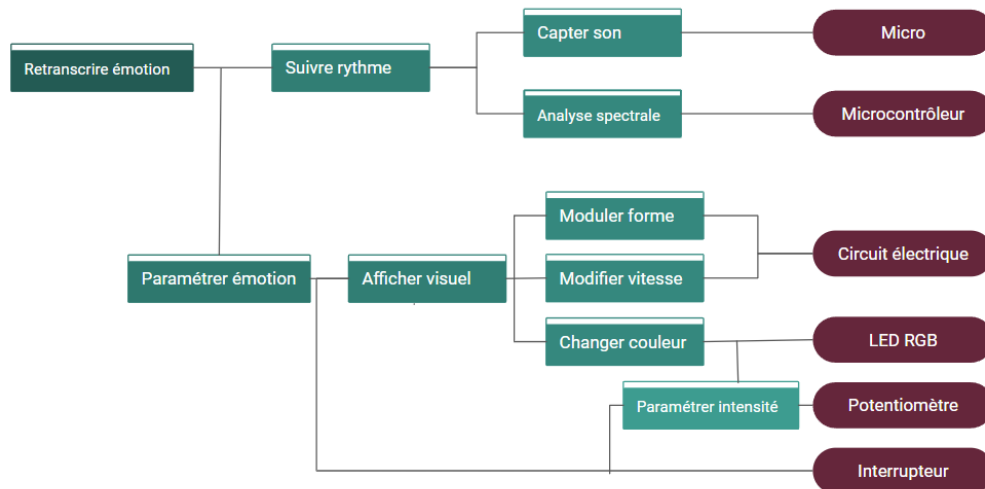 Capter son
Micro
Retranscrire émotion
Suivre rythme
Analyse spectrale
Microcontrôleur
Moduler forme
Paramétrer émotion
Afficher visuel
Modifier vitesse
Circuit électrique
Changer couleur
LED RGB
Paramétrer intensité
Potentiomètre
Interrupteur